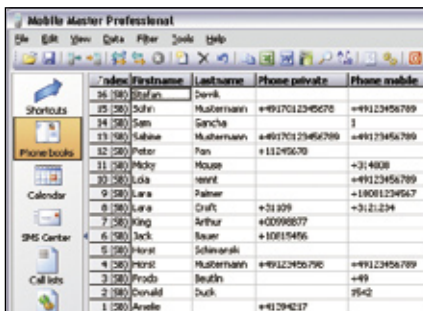 Mobile Master Professional
File Edit View Data Filter Tools Help
Index Firstname Lastname Phone private Phone mobile
Shortcuts
Phone books
Calendar
SMS Center
Call lists
16 (SB) Stefan Derrik
15 (SB) John Mustermann +4917012345678 +49123456789
14 (SB) Sam Sancha
13 (SB) Sabine Mustermann +49170123456789 +49123456789
12 (SB) Peter Pan +11245678
11 (SB) Micky Mouse +314808
10 (SB) Lola rennt +49123456789
9 (SB) Lara Palmer +18081234567
8 (SB) Lara Croft +31109 +3121234
7 (SB) King Arthur +00998877
6 (SB) Jack Bauer +10815456
5 (SB) Horst Schimanski
4 (SB) Horst Mustermann +49123456798 +49123456789
3 (SB) Frodo Beutlin +49
2 (SB) Donald Duck
1 (SB) Amelie +41394217